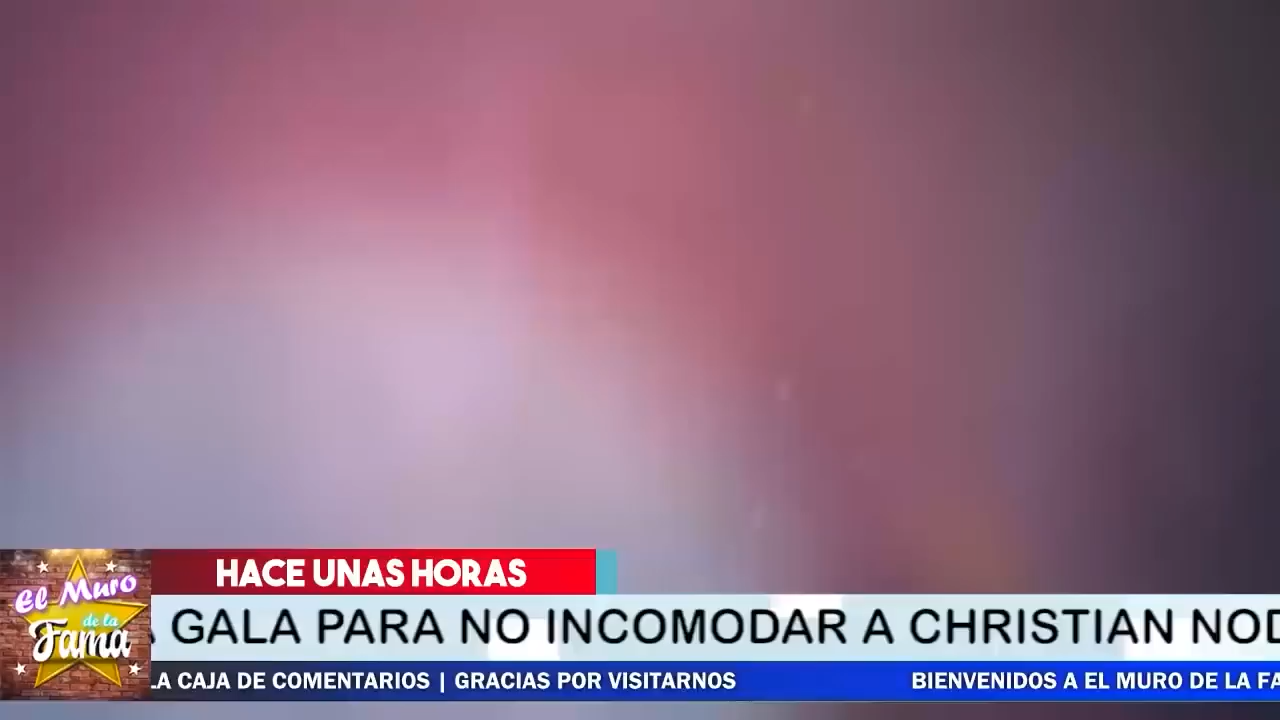 HACE UNAS HORAS
El Muro
de la
Fama
GALA PARA NO INCOMODAR A CHRISTIAN NOD
LA CAJA DE COMENTARIOS | GRACIAS POR VISITARNOS BIENVENIDOS A EL MURO DE LA FA